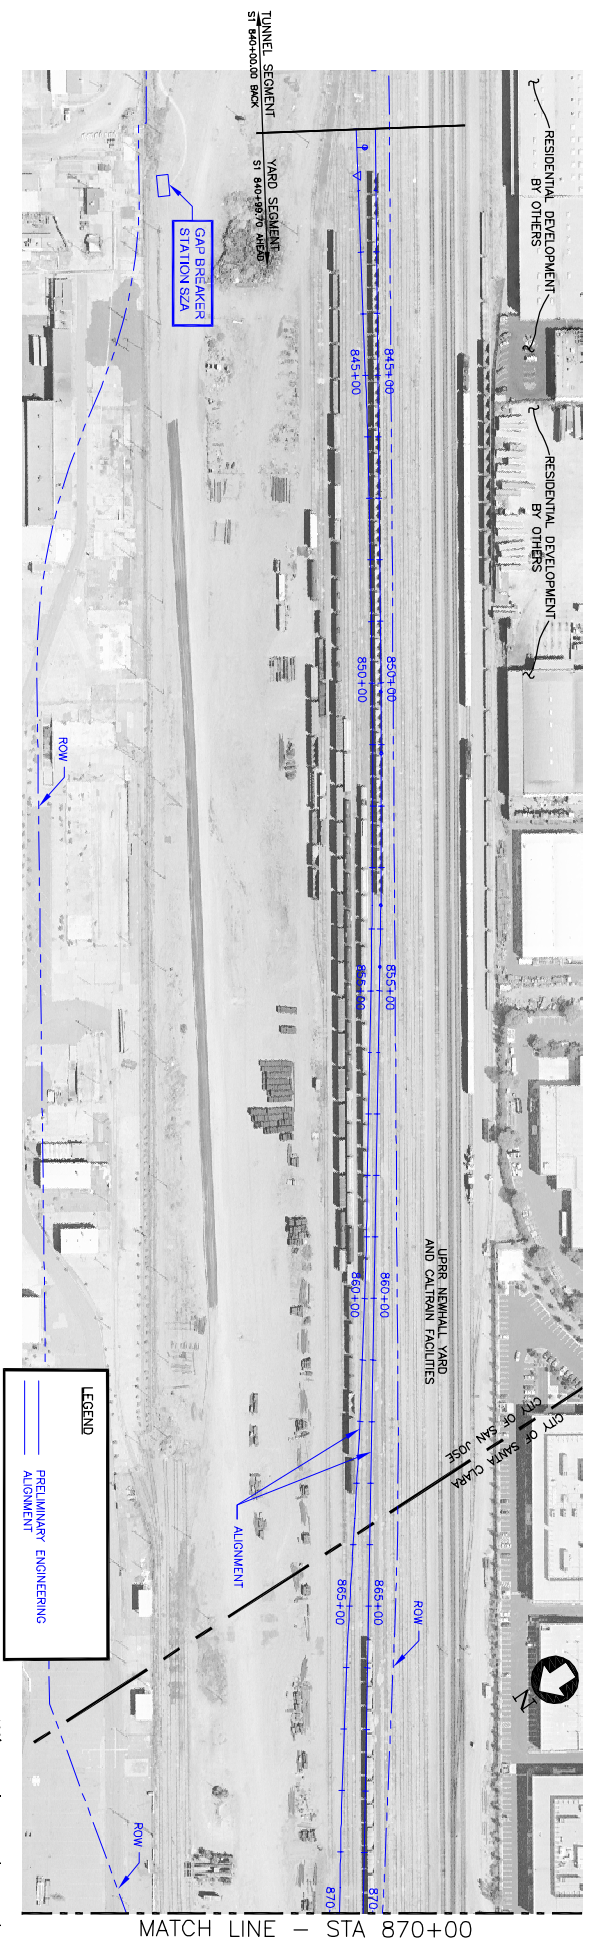 TUNNEL SEGMENT
S1 840+00.00 BACK
YARD SEGMENT
S1 840+99.70 AHEAD
RESIDENTIAL DEVELOPMENT
BY OTHERS
GAP BREAKER
STATION SZA
845+00
845+00
RESIDENTIAL DEVELOPMENT
BY OTHERS
850+00
850+00
ROW
855+00
855+00
UPRR NEWHALL YARD
AND CALTRAIN FACILITIES
860+00
860+00
CITY OF SAN JOSE
CITY OF SANTA CLARA
LEGEND
PRELIMINARY ENGINEERING
ALIGNMENT
ALIGNMENT
865+00
865+00
ROW
N
ROW
870
870
MATCH LINE – STA 870+00